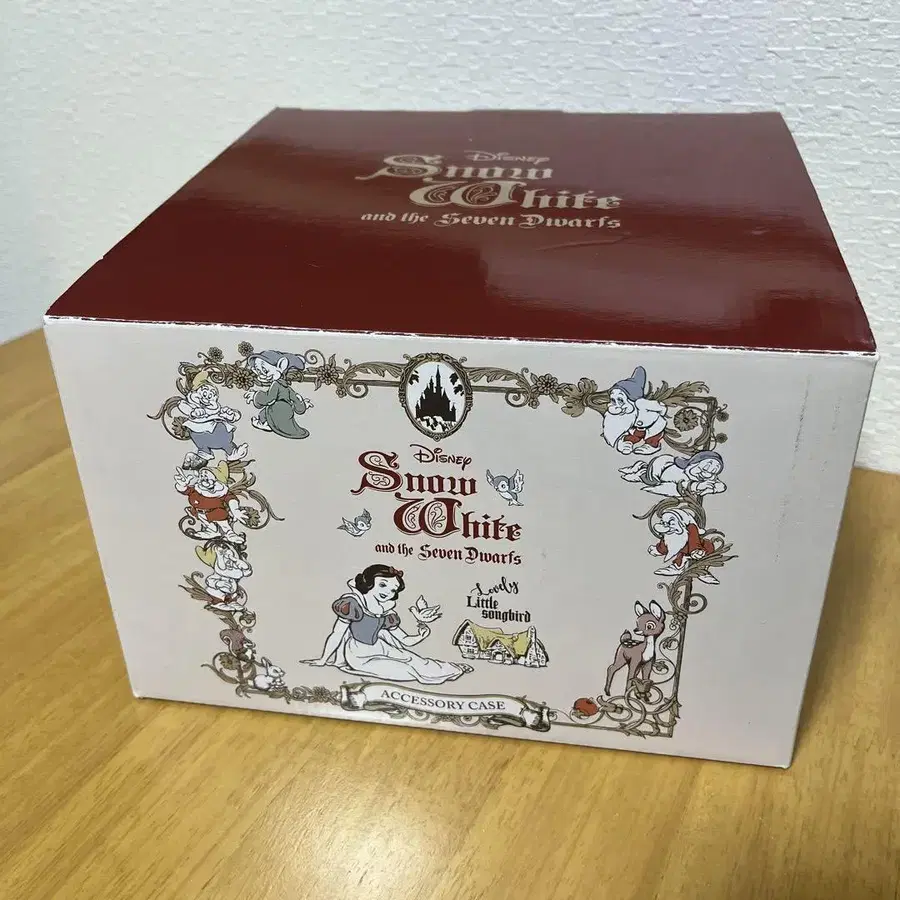 Disney
Snow
White
and the Seven Dwarfs
Disney
Snow
White
and the Seven Dwarfs
Lovely
Little
songbird
ACCESSORY CASE